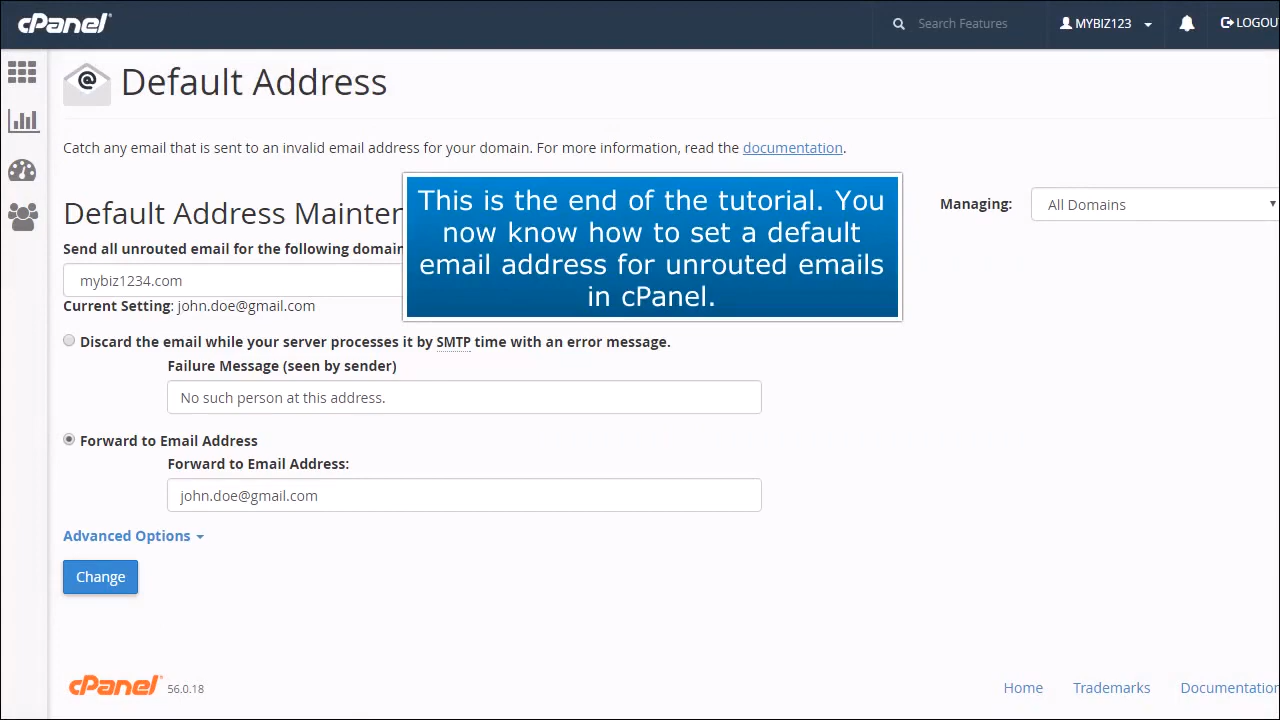 cPanel®
Search Features
MYBIZ123
LOGOU
Default Address
Catch any email that is sent to an invalid email address for your domain. For more information, read the documentation.
This is the end of the tutorial. You
now know how to set a default
email address for unrouted emails
in cPanel.
Managing:
All Domains
Default Address Mainte
Send all unrouted email for the following domain
mybiz1234.com
Current Setting: john.doe@gmail.com
Discard the email while your server processes it by SMTP time with an error message.
Failure Message (seen by sender)
No such person at this address.
Forward to Email Address
Forward to Email Address:
john.doe@gmail.com
Advanced Options
Change
cPanel® 56.0.18
Home
Trademarks
Documentation